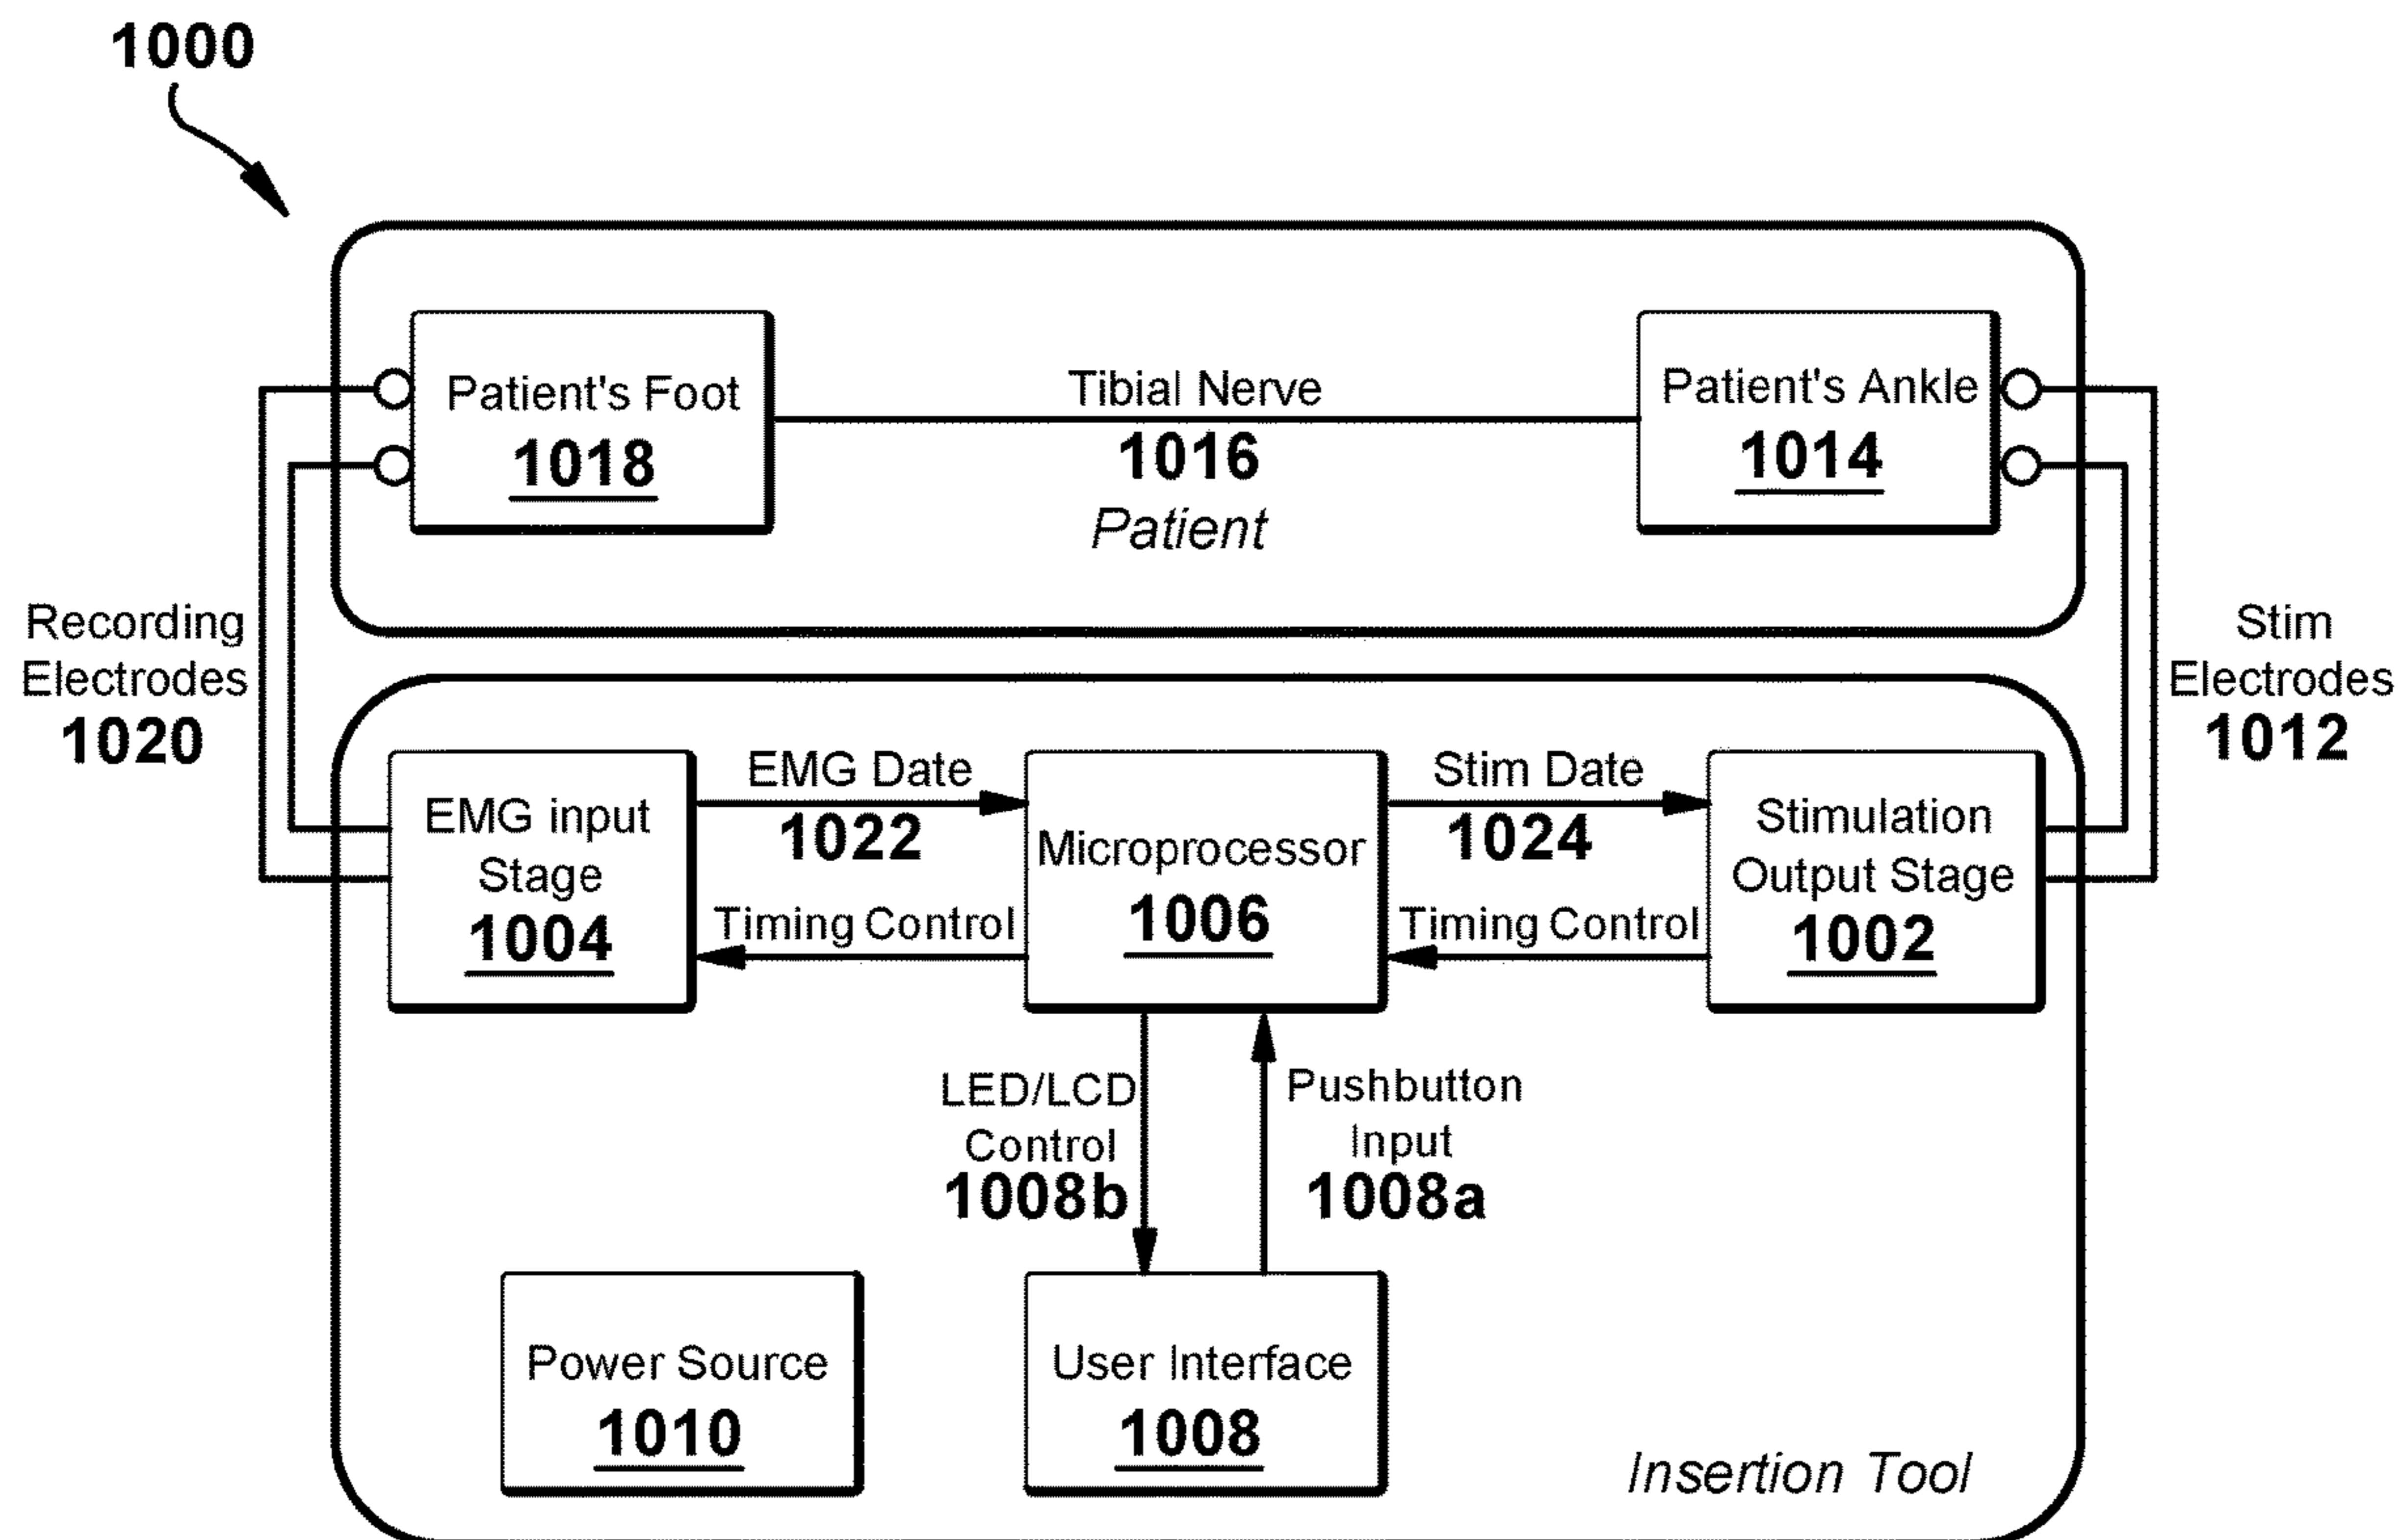 1000
Patient's Foot
1018
Tibial Nerve
1016
Patient
Patient's Ankle
1014
Recording
Electrodes
1020
Stim
Electrodes
1012
EMG input
Stage
1004
EMG Date
1022
Timing Control
Microprocessor
1006
Stim Date
1024
Timing Control
Stimulation
Output Stage
1002
LED/LCD
Control
1008b
Pushbutton
Input
1008a
Power Source
1010
User Interface
1008
Insertion Tool